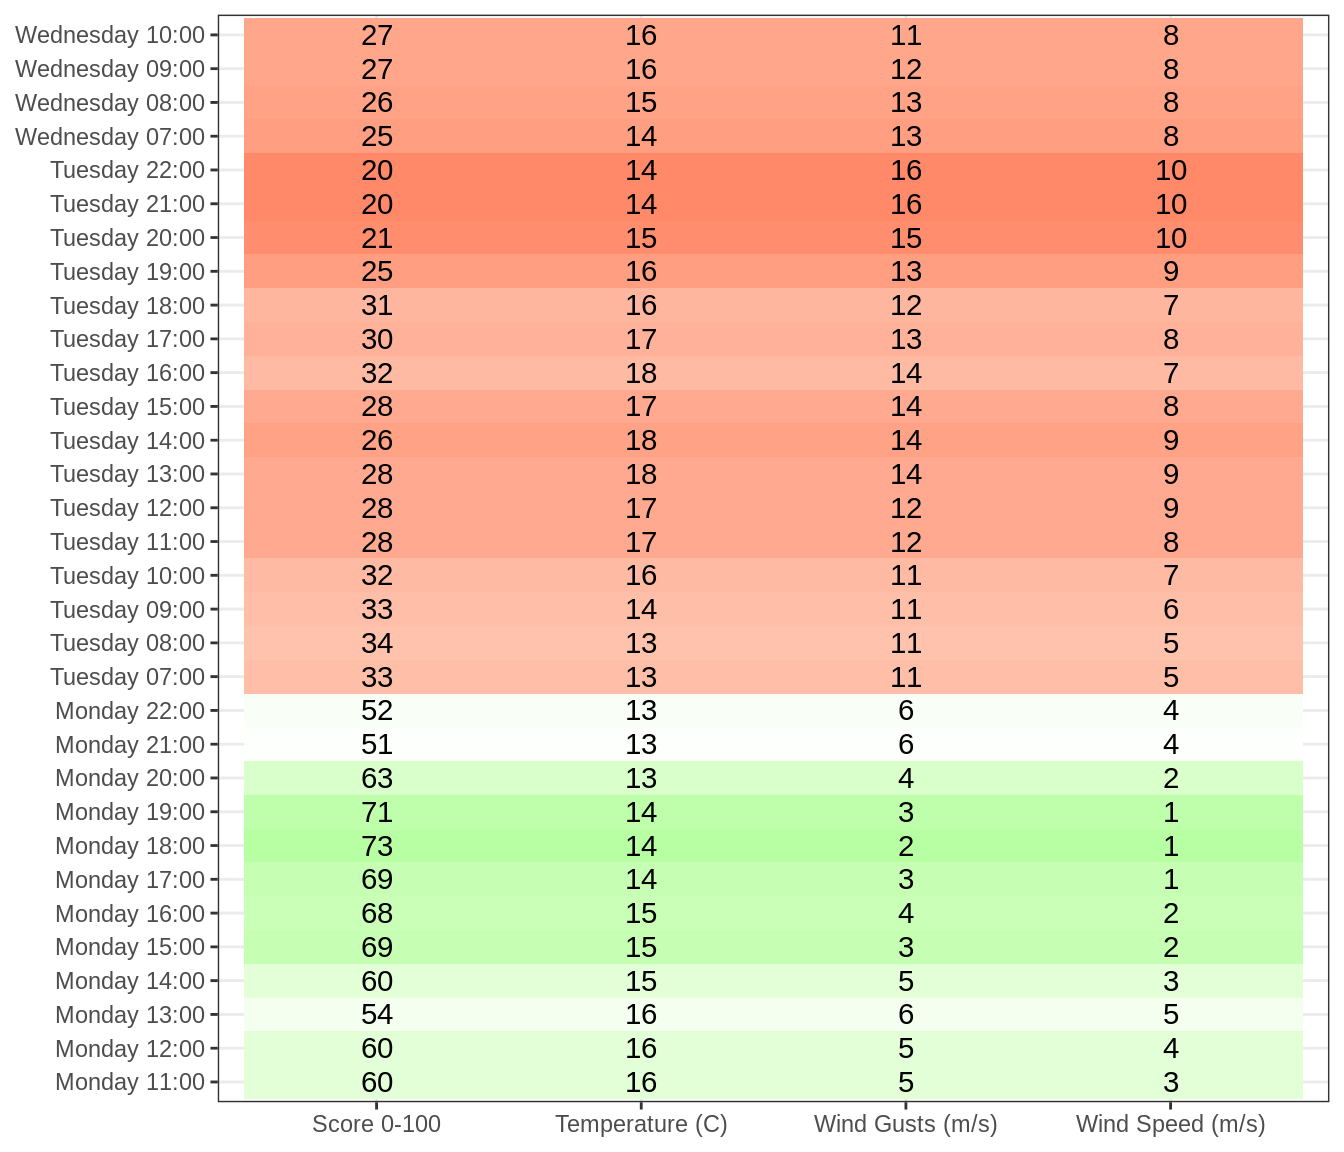 Wednesday 10:00 27 16 11 8
Wednesday 09:00 27 16 12 8
Wednesday 08:00 26 15 13 8
Wednesday 07:00 25 14 13 8
Tuesday 22:00 20 14 16 10
Tuesday 21:00 20 14 16 10
Tuesday 20:00 21 15 15 10
Tuesday 19:00 25 16 13 9
Tuesday 18:00 31 16 12 7
Tuesday 17:00 30 17 13 8
Tuesday 16:00 32 18 14 7
Tuesday 15:00 28 17 14 8
Tuesday 14:00 26 18 14 9
Tuesday 13:00 28 18 14 9
Tuesday 12:00 28 17 12 9
Tuesday 11:00 28 17 12 8
Tuesday 10:00 32 16 11 7
Tuesday 09:00 33 14 11 6
Tuesday 08:00 34 13 11 5
Tuesday 07:00 33 13 11 5
Monday 22:00 52 13 6 4
Monday 21:00 51 13 6 4
Monday 20:00 63 13 4 2
Monday 19:00 71 14 3 1
Monday 18:00 73 14 2 1
Monday 17:00 69 14 3 1
Monday 16:00 68 15 4 2
Monday 15:00 69 15 3 2
Monday 14:00 60 15 5 3
Monday 13:00 54 16 6 5
Monday 12:00 60 16 5 4
Monday 11:00 60 16 5 3
Score 0-100 Temperature (C) Wind Gusts (m/s) Wind Speed (m/s)